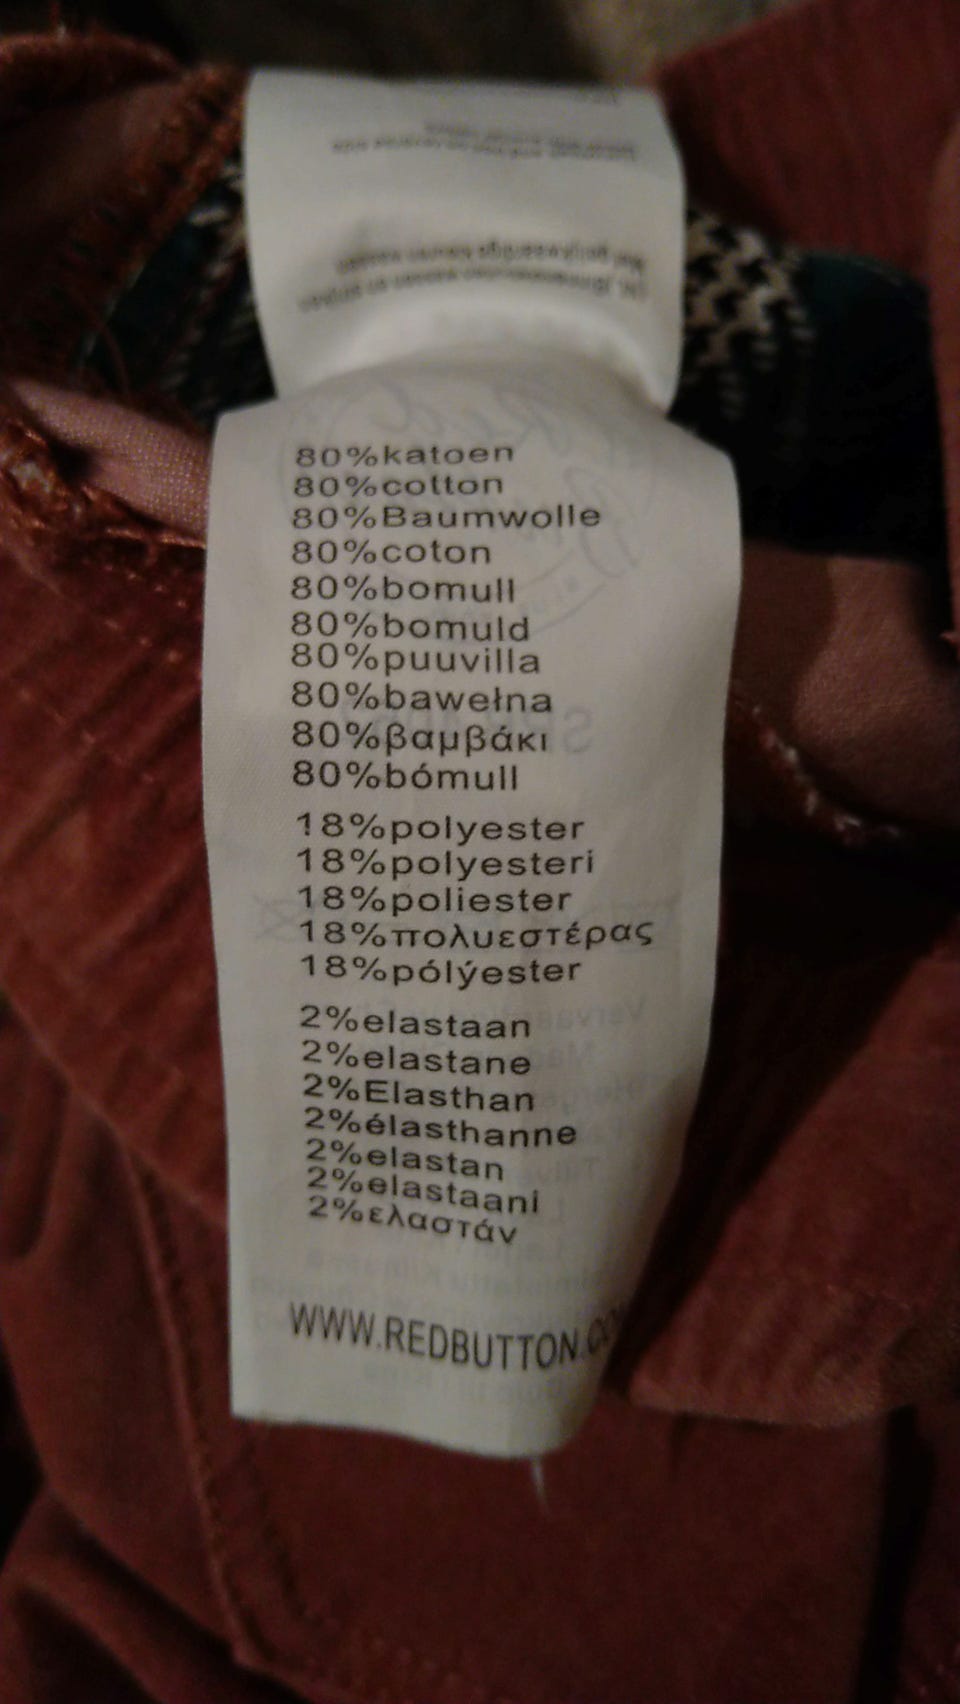 80%katoen
80%cotton
80%Baumwolle
80%coton
80%bomull
80%bomuld
80%puuvilla
80%bawełna
80%βαμβάκι
80%bómull
18%polyester
18%polyesteri
18%poliester
18%πολυεστέρας
18%pólýester
2%elastaan
2%elastane
2%Elasthan
2%élasthanne
2%elastan
2%elastaani
2%ελαστάν
WWW.REDBUTTON.CO